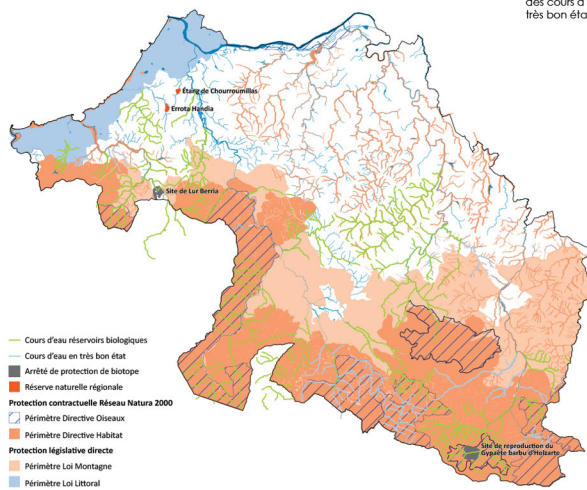 des cours d
très bon éta
Étang de Chourroumillas
Errota Handia
Site de Lur Berria
Cours d'eau réservoirs biologiques
Cours d'eau en très bon état
Arrêté de protection de biotope
Réserve naturelle régionale
Protection contractuelle Réseau Natura 2000
Périmètre Directive Oiseaux
Périmètre Directive Habitat
Protection législative directe
Périmètre Loi Montagne
Périmètre Loi Littoral
Site de reproduction du
Gypaète barbu d'Holzarte